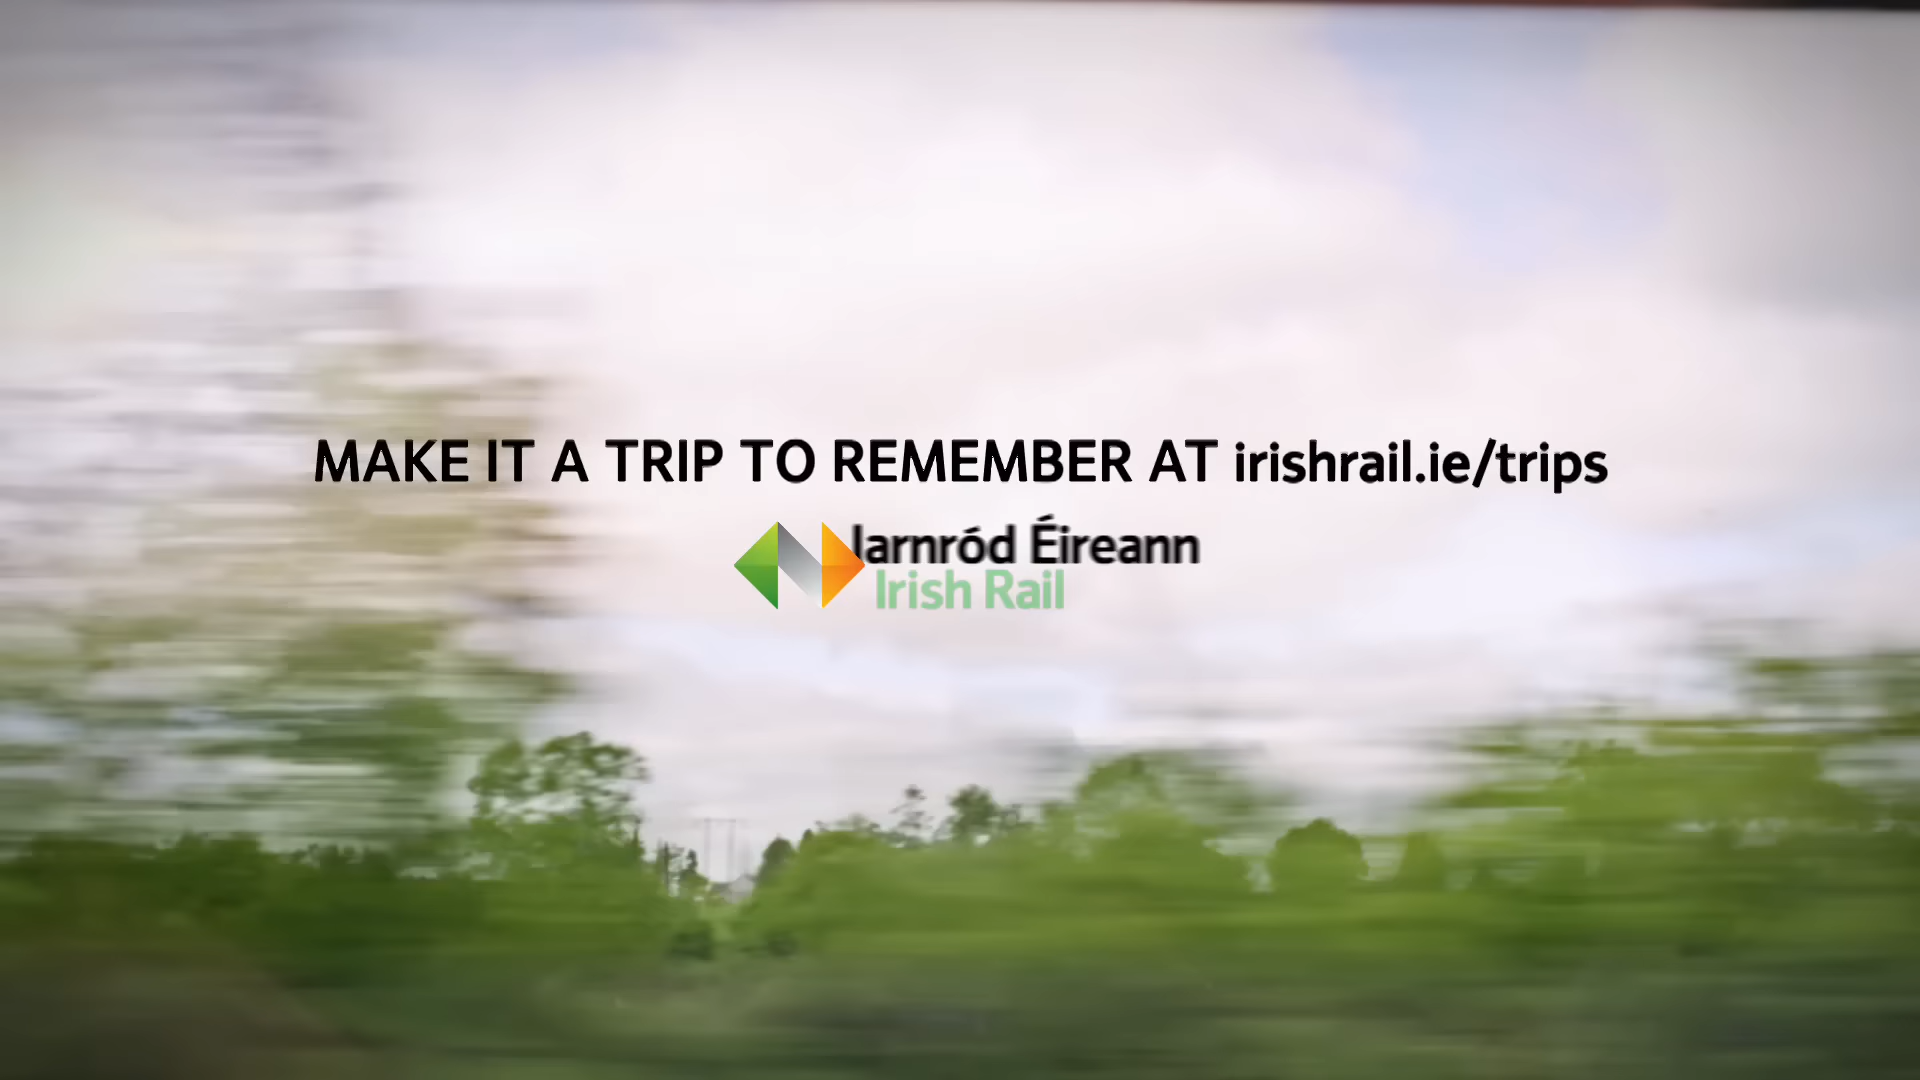 MAKE IT A TRIP TO REMEMBER AT irishrail.ie/trips
Iarnród Éireann
Irish Rail